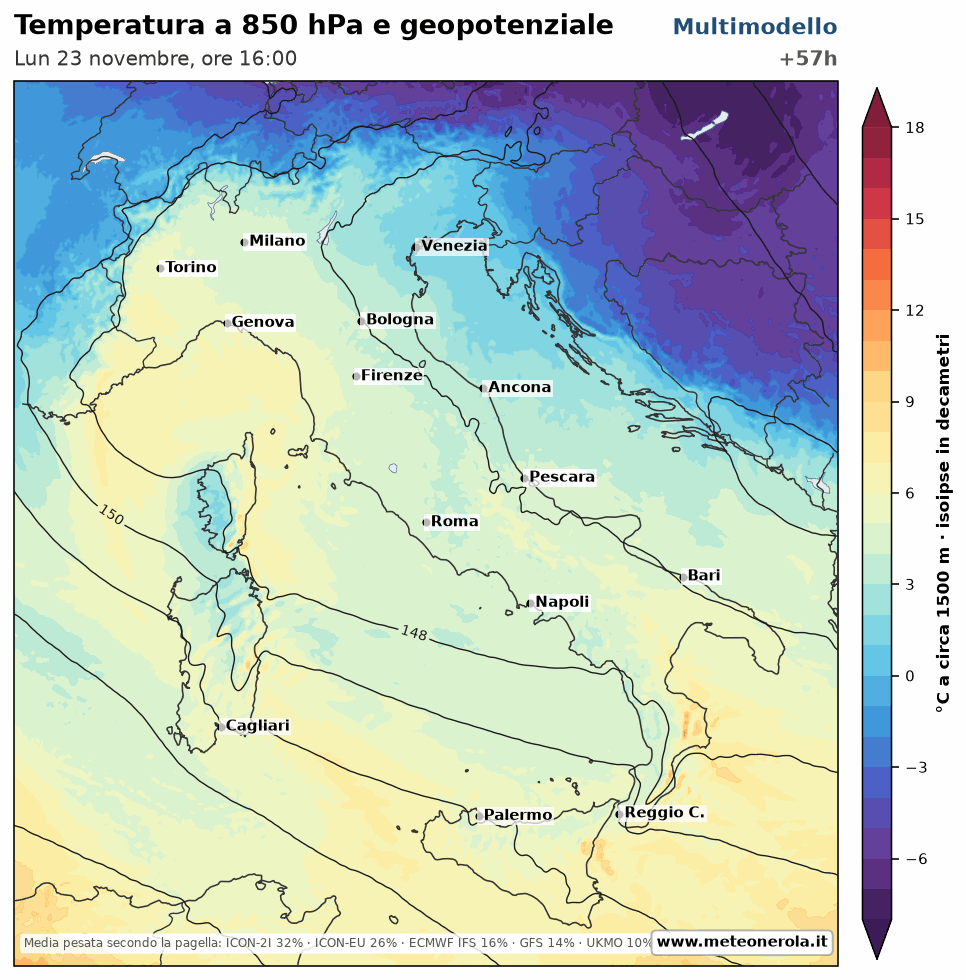 Temperatura a 850 hPa e geopotenziale
Multimodello
Lun 23 novembre, ore 16:00
+57h
Milano
Venezia
Torino
Genova
Bologna
Firenze
Ancona
Pescara
150
Roma
Bari
Napoli
148
Cagliari
Palermo
Reggio C.
18
15
12
9
6
3
0
−3
−6
°C a circa 1500 m · isoipse in decametri
Media pesata secondo la pagella: ICON-2I 32% · ICON-EU 26% · ECMWF IFS 16% · GFS 14% · UKMO 10%
www.meteonerola.it